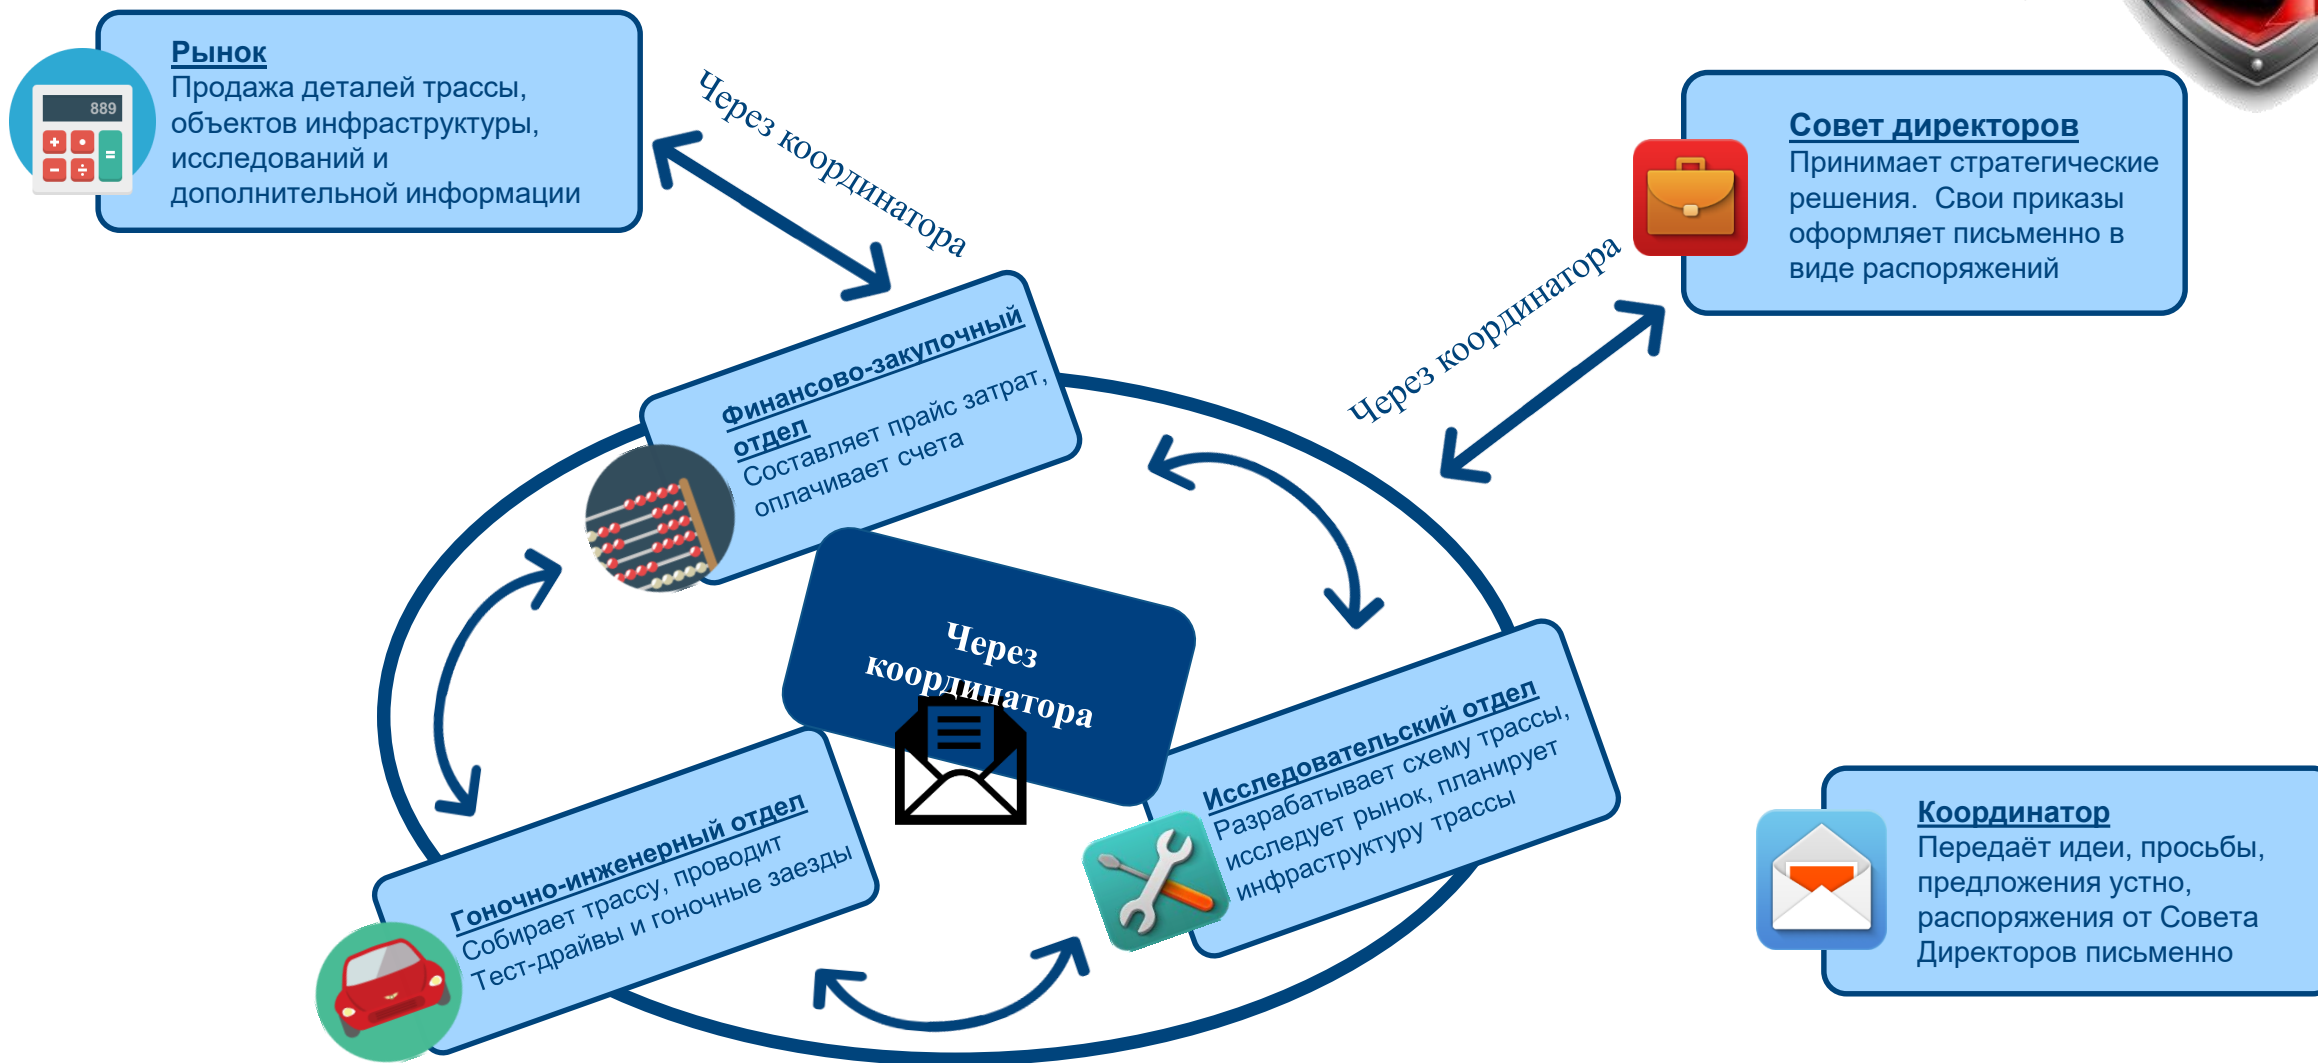 Рынок
Продажа деталей трассы,
объектов инфраструктуры,
исследований и
дополнительной информации
889
Через координатора
Совет директоров
Принимает стратегические
решения.  Свои приказы
оформляет письменно в
виде распоряжений
Через координатора
Финансово-закупочный
отдел
Составляет прайс затрат,
оплачивает счета
Через
координатора
Исследовательский отдел
Разрабатывает схему трассы,
исследует рынок, планирует
инфраструктуру трассы
Гоночно-инженерный отдел
Собирает трассу, проводит
Тест-драйвы и гоночные заезды
Координатор
Передаёт идеи, просьбы,
предложения устно,
распоряжения от Совета
Директоров письменно